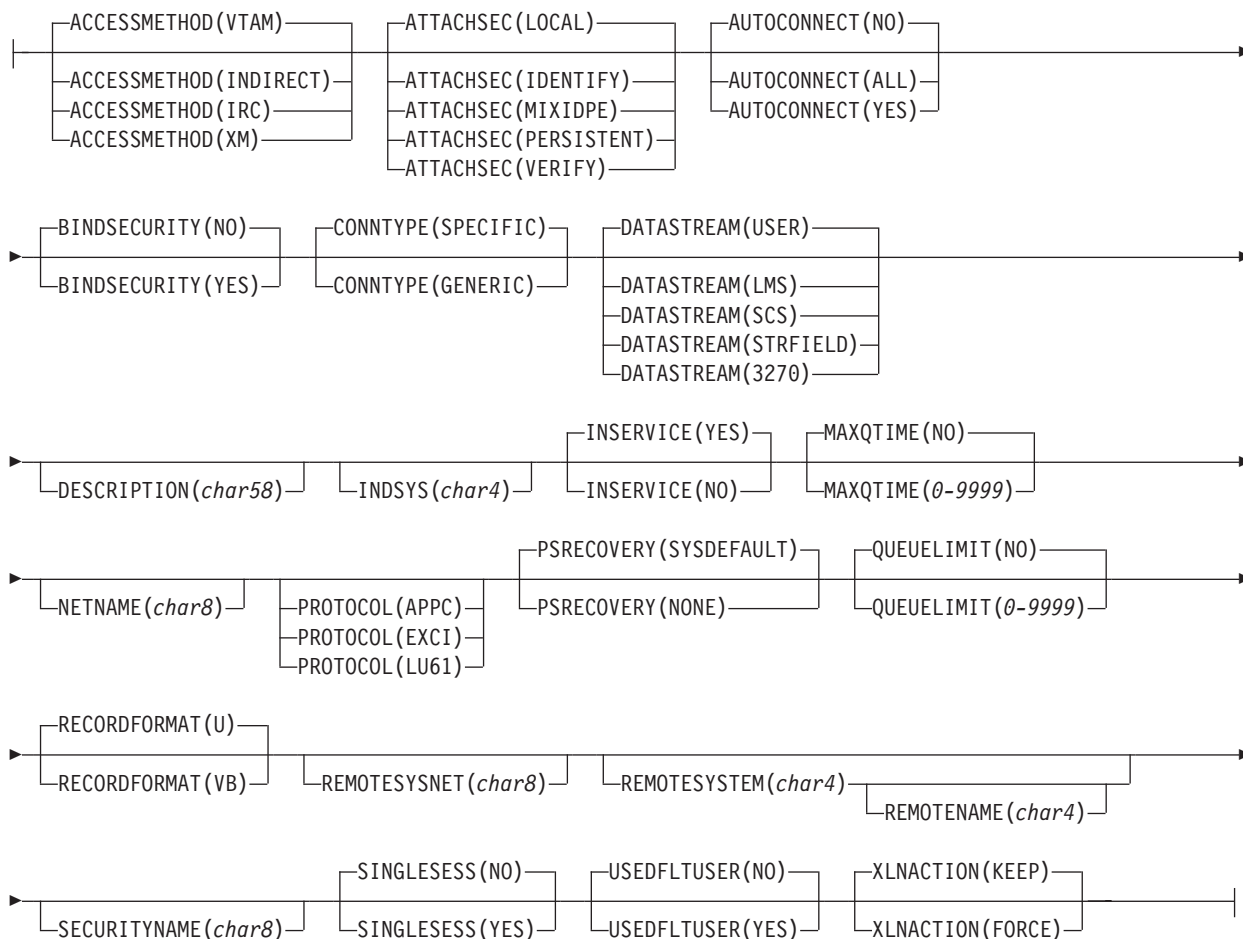 ACCESSMETHOD(VTAM) ATTACHSEC(LOCAL) AUTOCONNECT(NO)
ACCESSMETHOD(INDIRECT) ATTACHSEC(IDENTIFY) AUTOCONNECT(ALL)
ACCESSMETHOD(IRC) ATTACHSEC(MIXIDPE) AUTOCONNECT(YES)
ACCESSMETHOD(XM) ATTACHSEC(PERSISTENT)
ATTACHSEC(VERIFY)
BINDSECURITY(NO) CONNTYPE(SPECIFIC) DATASTREAM(USER)
BINDSECURITY(YES) CONNTYPE(GENERIC) DATASTREAM(LMS)
DATASTREAM(SCS)
DATASTREAM(STRFIELD)
DATASTREAM(3270)
INSERVICE(YES) MAXQTIME(NO)
DESCRIPTION(char58) INDSYS(char4) INSERVICE(NO) MAXQTIME(0-9999)
PSRECOVERY(SYSDEFAULT) QUEUELIMIT(NO)
NETNAME(char8) PROTOCOL(APPC) PSRECOVERY(NONE) QUEUELIMIT(0-9999)
PROTOCOL(EXCI)
PROTOCOL(LU61)
RECORDFORMAT(U)
RECORDFORMAT(VB) REMOTESYSNET(char8) REMOTESYSTEM(char4)
REMOTENAME(char4)
SINGLESESS(NO) USEDFLTUSER(NO) XLNACTION(KEEP)
SECURITYNAME(char8) SINGLESESS(YES) USEDFLTUSER(YES) XLNACTION(FORCE)